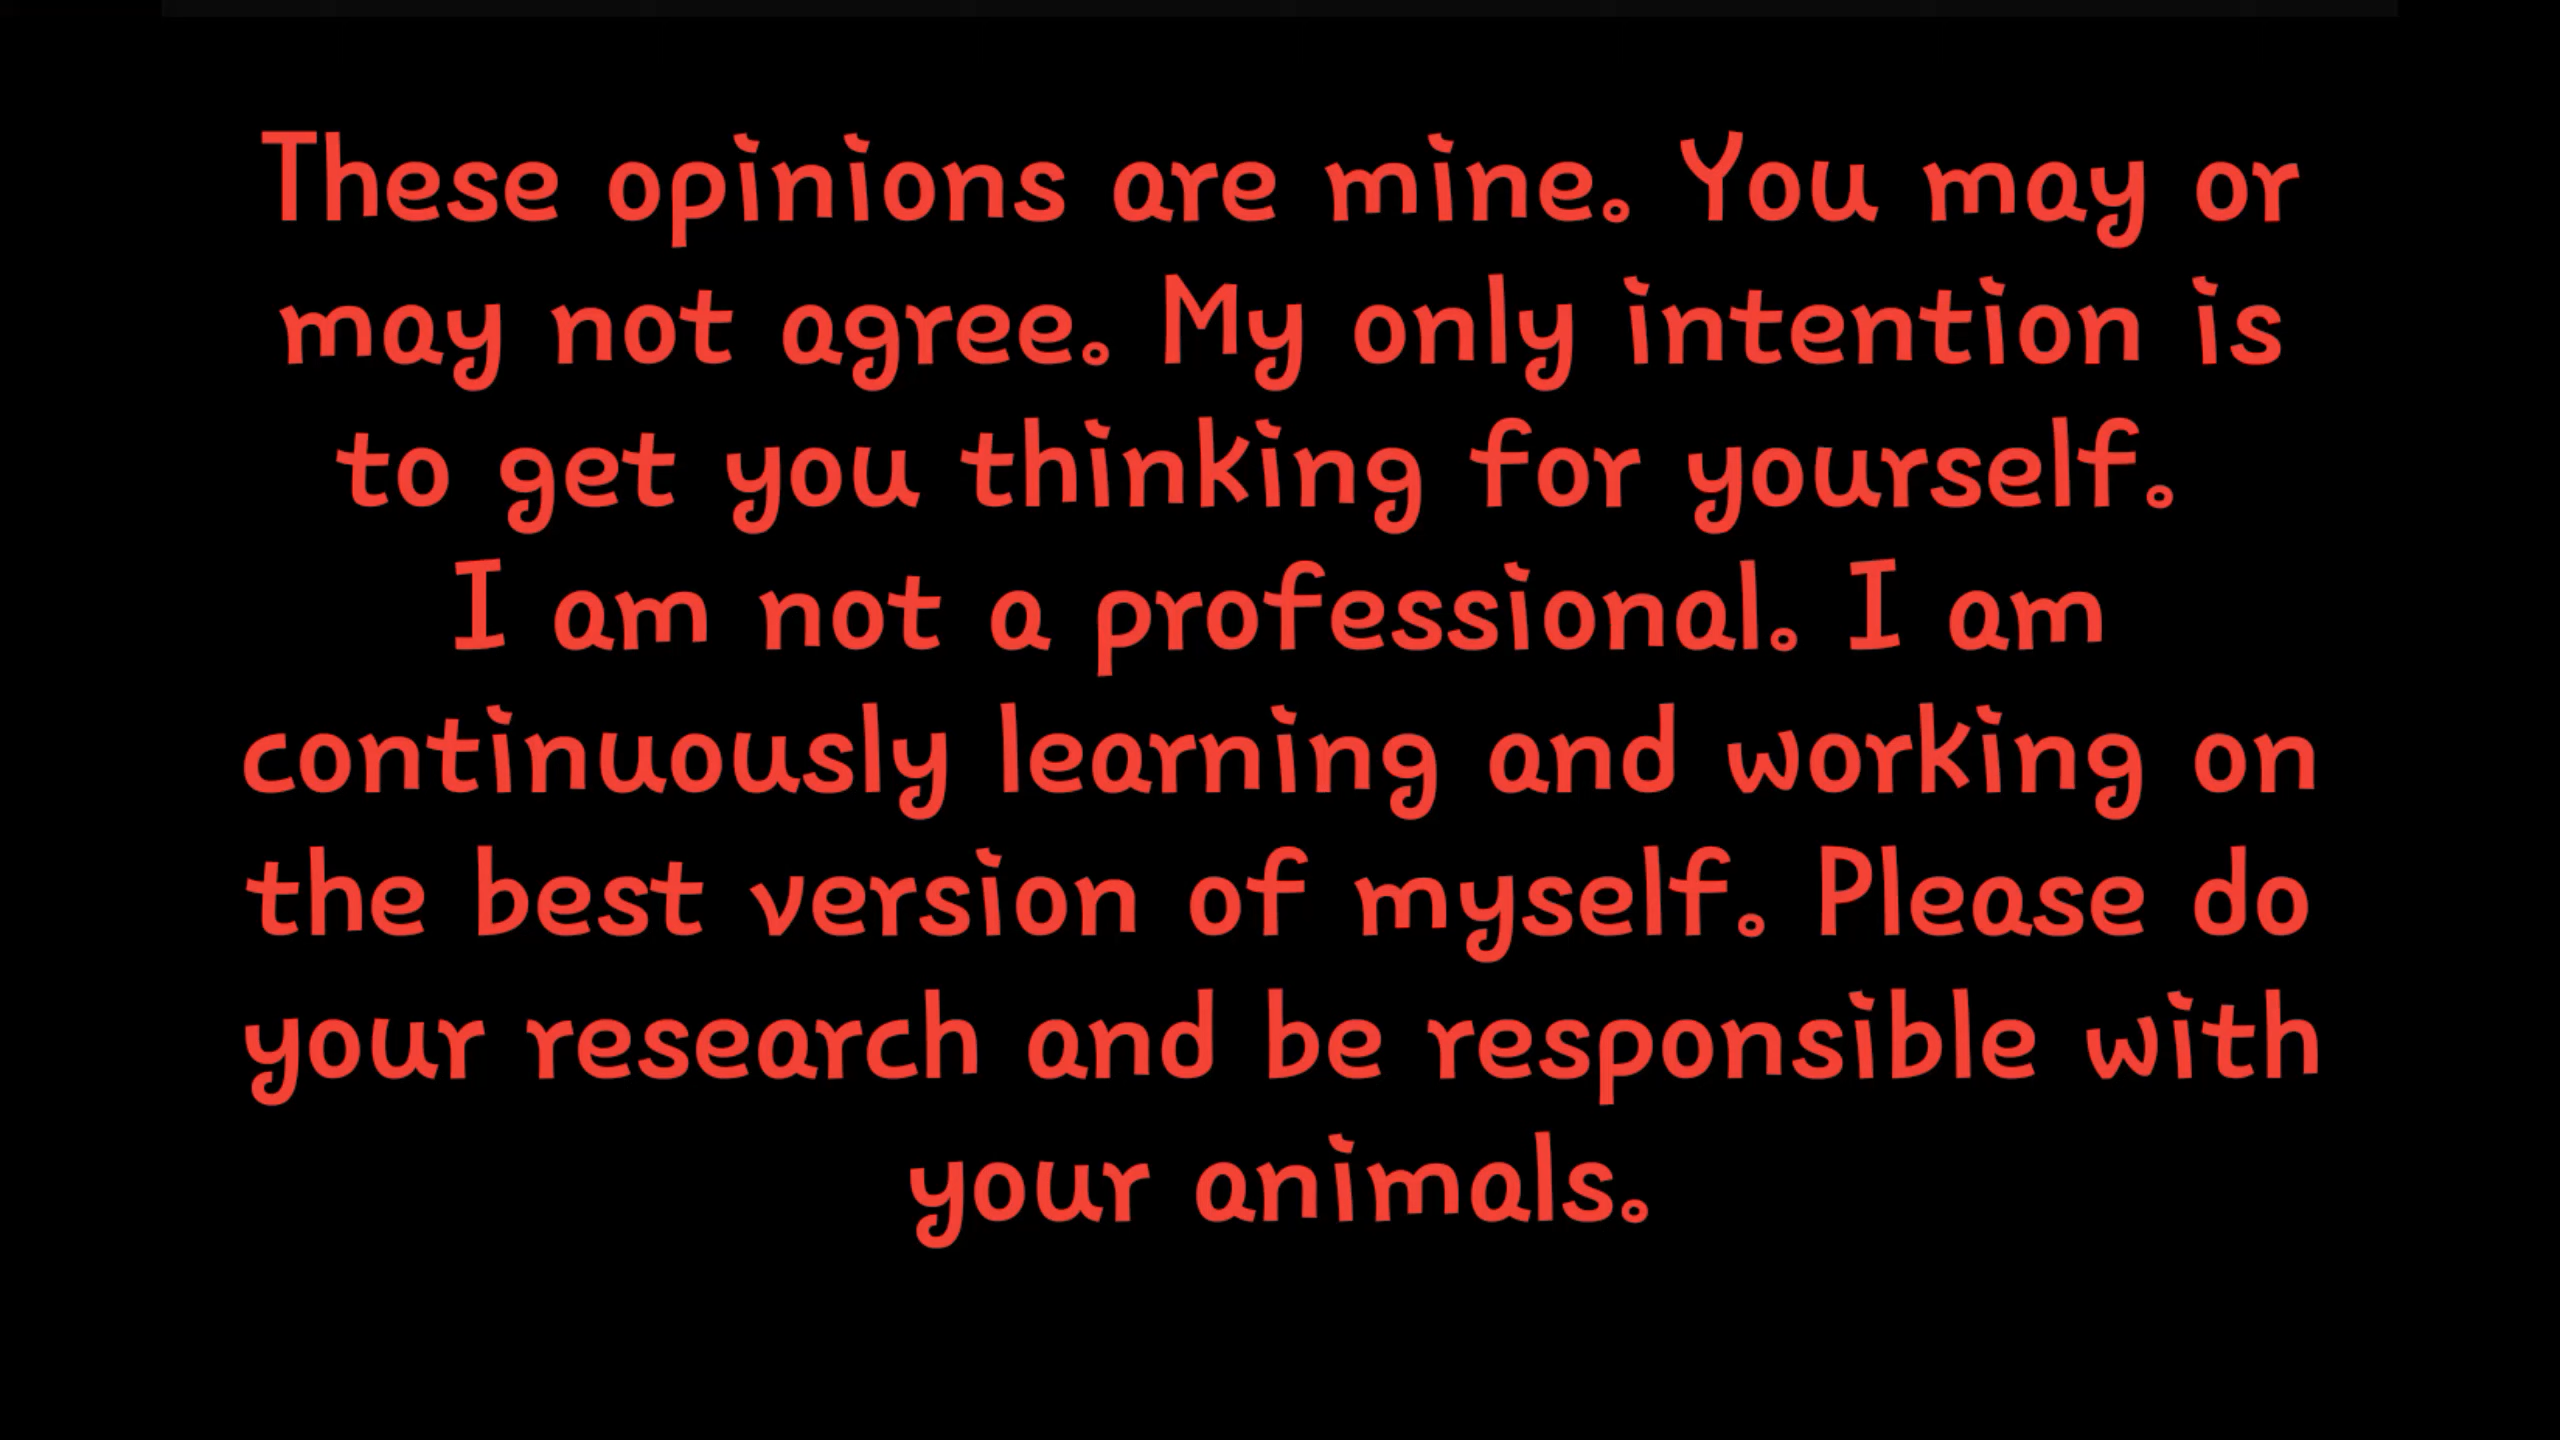 These opinions are mine. You may or
may not agree. My only intention is
to get you thinking for yourself.
I am not a professional. I am
continuously learning and working on
the best version of myself. Please do
your research and be responsible with
your animals.